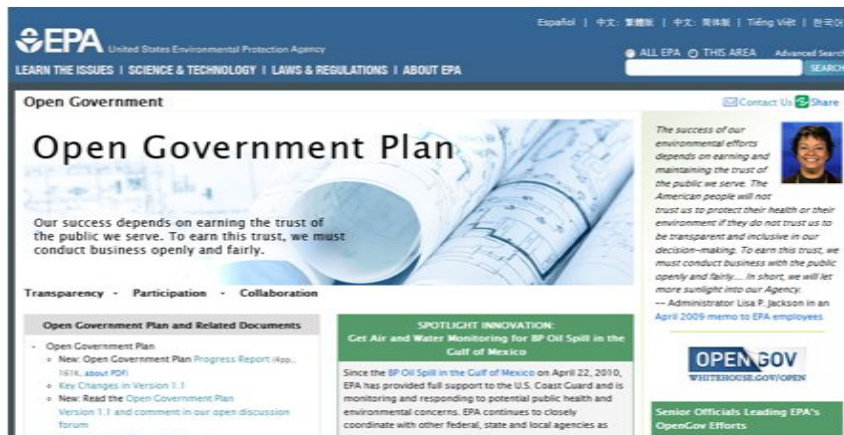 Español | 中文: 繁體版 | 中文: 简体版 | Tiếng Việt | 한국어
EPA United States Environmental Protection Agency
ALL EPA THIS AREA Advanced Search
SEARCH
LEARN THE ISSUES | SCIENCE & TECHNOLOGY | LAWS & REGULATIONS | ABOUT EPA
Open Government
Contact Us Share
Open Government Plan
Our success depends on earning the trust of
the public we serve. To earn this trust, we must
conduct business openly and fairly.
Transparency - Participation - Collaboration
Open Government Plan and Related Documents
Open Government Plan
New: Open Government Plan Progress Report (4pp.,
161K, about PDF)
Key Changes in Version 1.1
New: Read the Open Government Plan
Version 1.1 and comment in our open discussion
forum
SPOTLIGHT INNOVATION:
Get Air and Water Monitoring for BP Oil Spill in the
Gulf of Mexico
Since the BP Oil Spill in the Gulf of Mexico on April 22, 2010,
EPA has provided full support to the U.S. Coast Guard and is
monitoring and responding to potential public health and
environmental concerns. EPA continues to closely
coordinate with other federal, state and local agencies as
The success of our
environmental efforts
depends on earning and
maintaining the trust of
the public we serve. The
American people will not
trust us to protect their health or their
environment if they do not trust us to
be transparent and inclusive in our
decision-making. To earn this trust, we
must conduct business with the public
openly and fairly.... In short, we will let
more sunlight into our Agency.
-- Administrator Lisa P. Jackson in an
April 2009 memo to EPA employees
OPEN GOV
WHITEHOUSE.GOV/OPEN
Senior Officials Leading EPA's
OpenGov Efforts